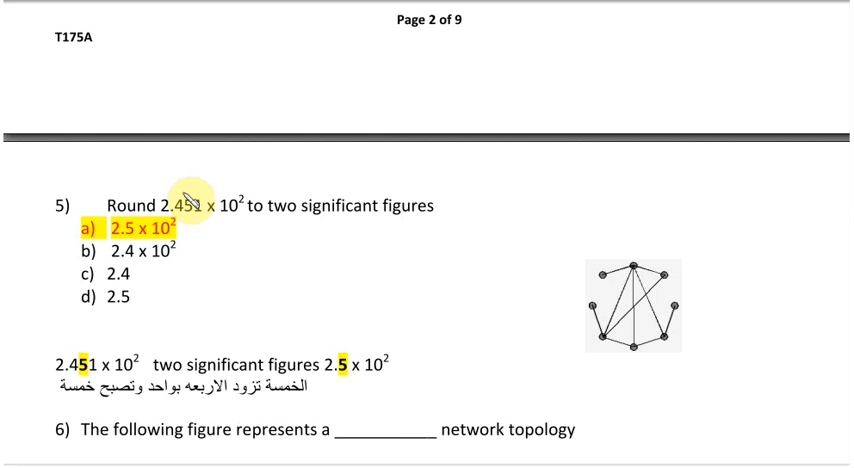 Page 2 of 9
T175A
5) Round 2.451 x 10² to two significant figures
a) 2.5 x 10²
b) 2.4 x 10²
c) 2.4
d) 2.5
2.451 x 10² two significant figures 2.5 x 10²
الخمسة تزود الاربعه بواحد وتصبح خمسة
6) The following figure represents a ____________ network topology